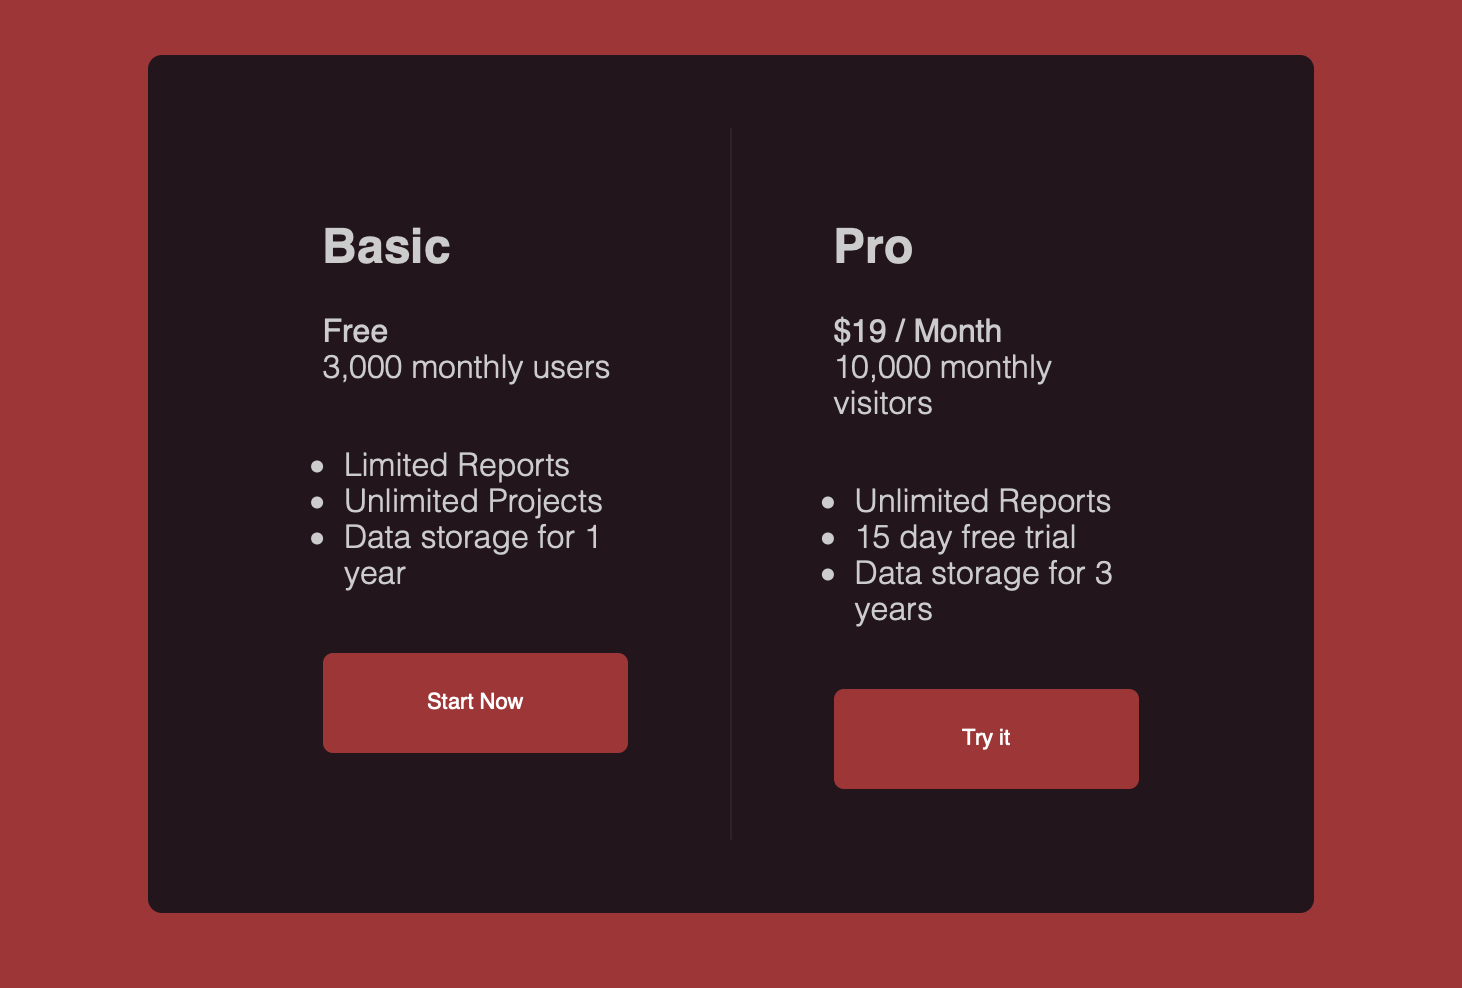 Basic
Free
3,000 monthly users
Limited Reports
Unlimited Projects
Data storage for 1
year
Start Now
Pro
$19 / Month
10,000 monthly
visitors
Unlimited Reports
15 day free trial
Data storage for 3
years
Try it